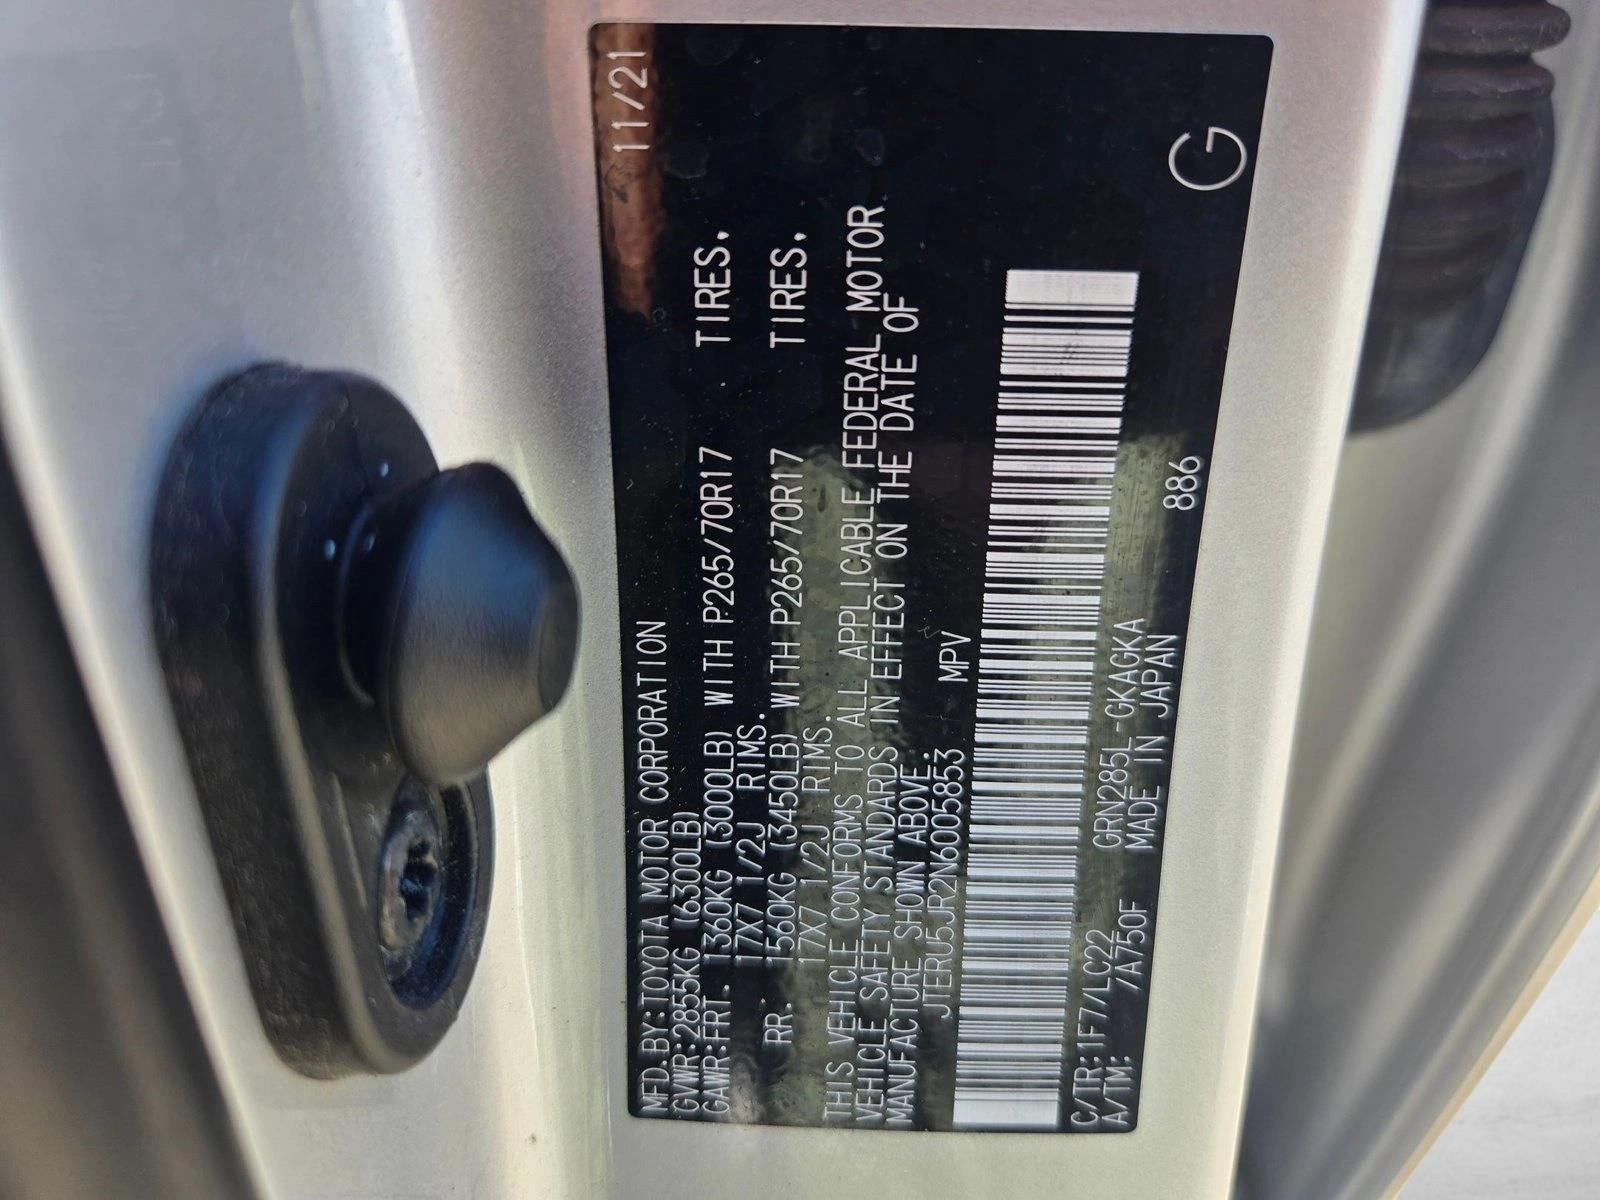 11/21
MFD.BY:TOYOTA MOTOR CORPORATION
GVWR:2855KG (6300LB)
GAWR:FRT. 1360KG (3000LB) WITH P265/70R17 TIRES,
17X7 1/2J RIMS.
RR. 1560KG (3450LB) WITH P265/70R17 TIRES,
17X7 1/2J RIMS.
THIS VEHICLE CONFORMS TO ALL APPLICABLE FEDERAL MOTOR
VEHICLE SAFETY STANDARDS IN EFFECT ON THE DATE OF
MANUFACTURE SHOWN ABOVE.
JTERU5JR2N6005853 MPV
C/TR:1F7/LC22 GRN285L-GKAGKA
A/TM: /A750F MADE IN JAPAN
886
G